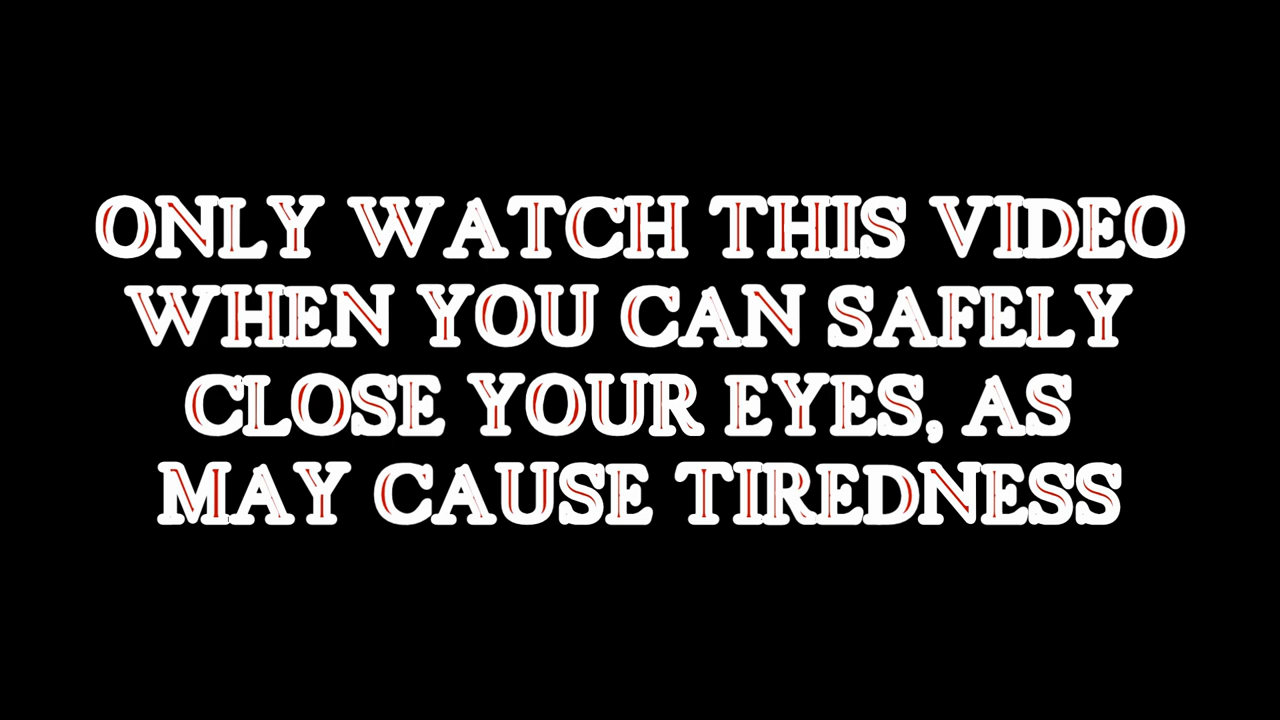 ONLY WATCH THIS VIDEO
WHEN YOU CAN SAFELY
CLOSE YOUR EYES, AS
MAY CAUSE TIREDNESS